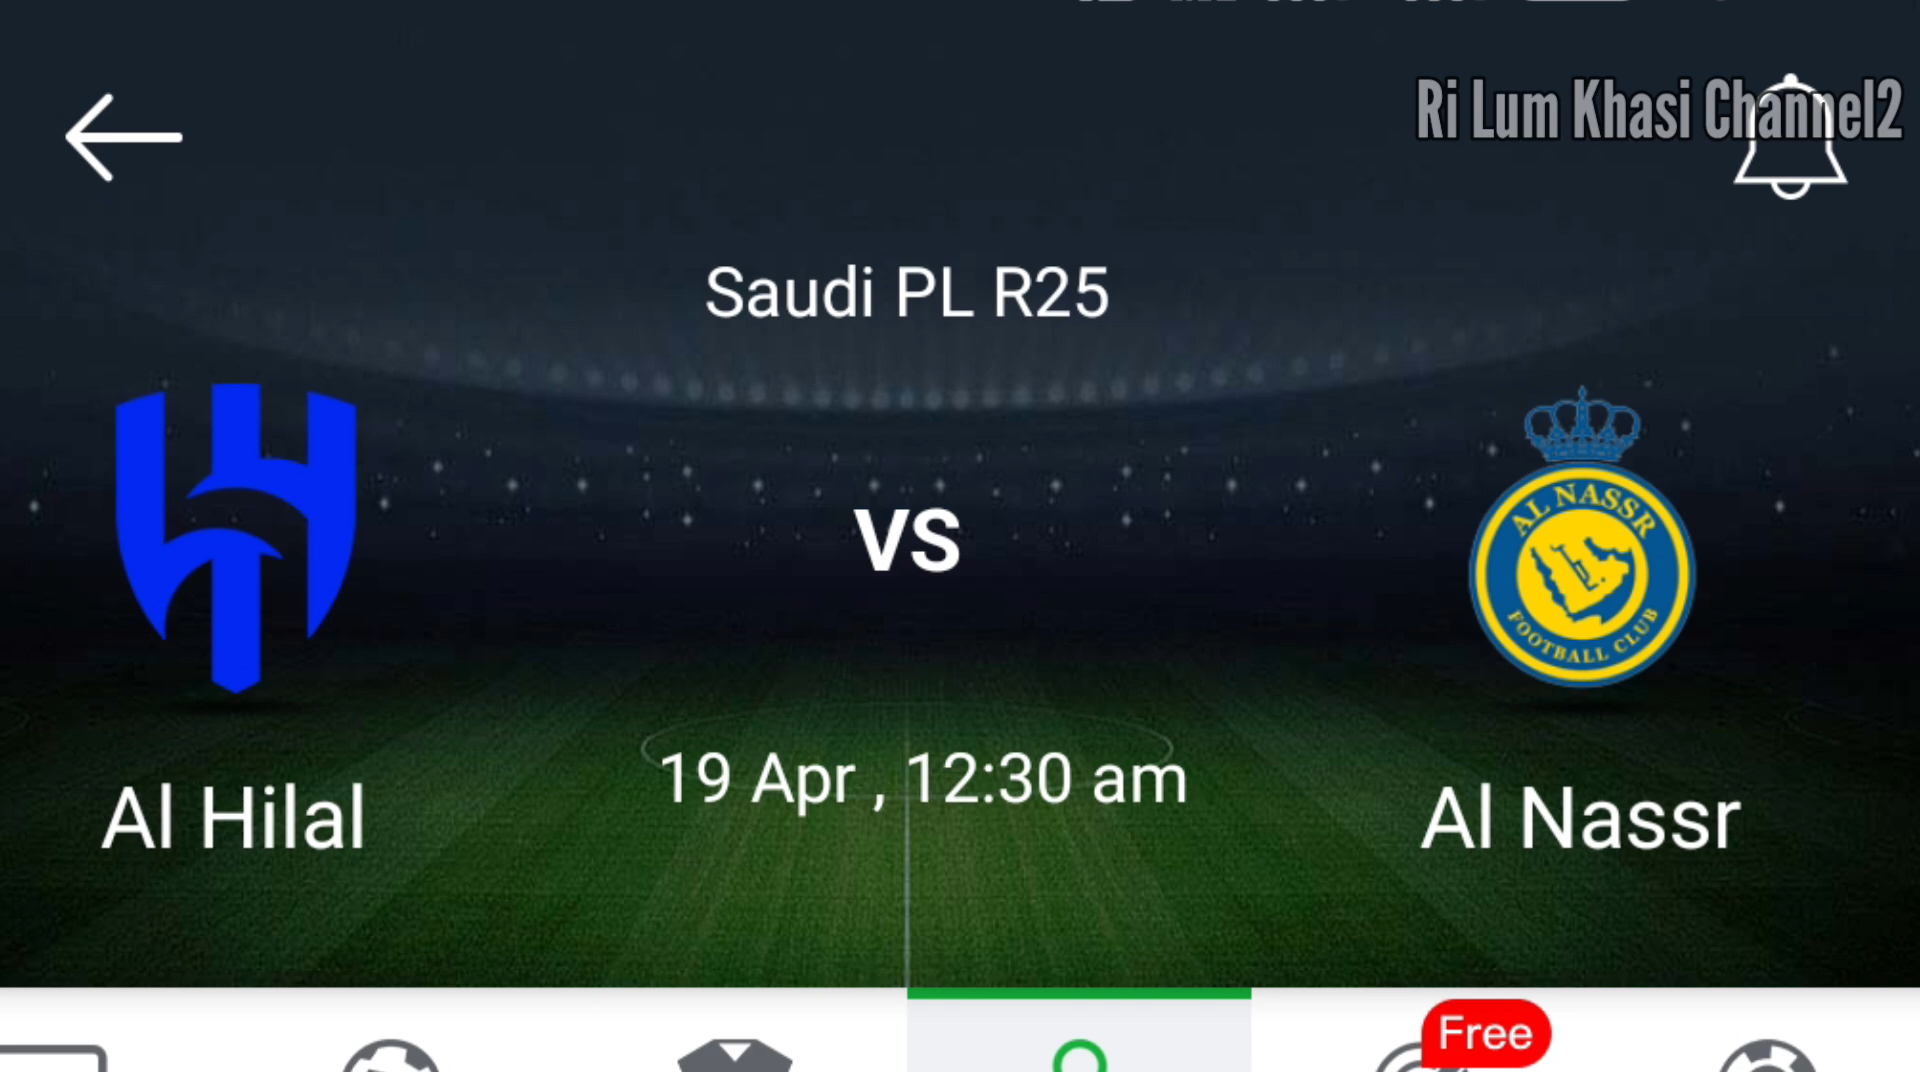 Ri Lum Khasi Channel2
Saudi PL R25
AL NASSR
FOOTBALL CLUB
VS
19 Apr , 12:30 am
Al Hilal
Al Nassr
Free